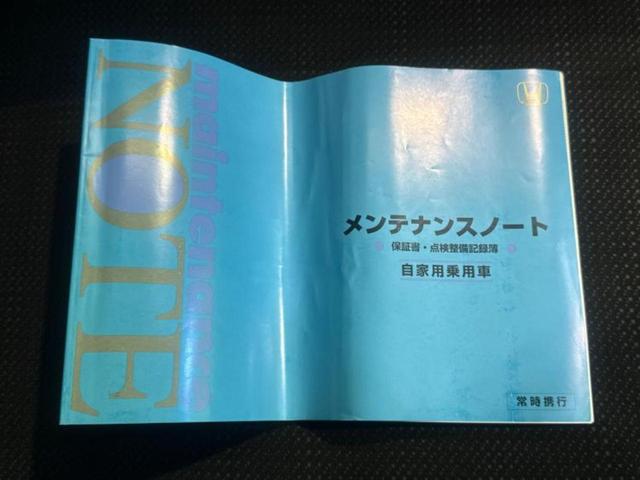 maintenance
NOTE
メンテナンスノート
保証書・点検整備記録簿
自家用乗用車
常時携行